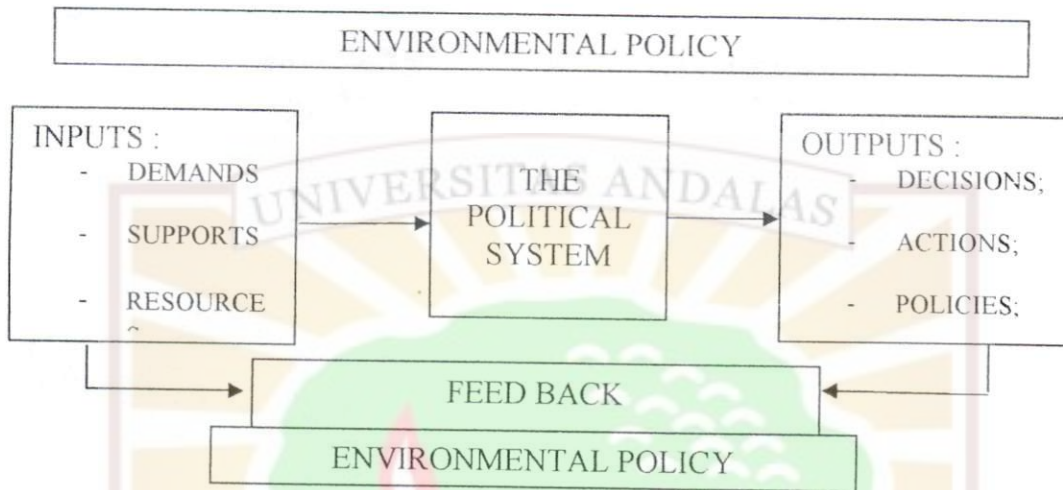 ENVIRONMENTAL POLICY
INPUTS :
- DEMANDS
- SUPPORTS
- RESOURCE
THE
POLITICAL
SYSTEM
OUTPUTS :
- DECISIONS;
- ACTIONS;
- POLICIES;
UNIVERSITAS ANDALAS
FEED BACK
ENVIRONMENTAL POLICY